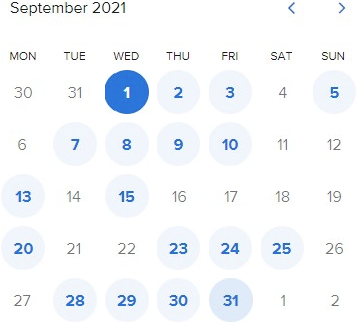 September 2021
MON TUE WED THU FRI SAT SUN
30 31 1 2 3 4 5
6 7 8 9 10 11 12
13 14 15 16 17 18 19
20 21 22 23 24 25 26
27 28 29 30 31 1 2